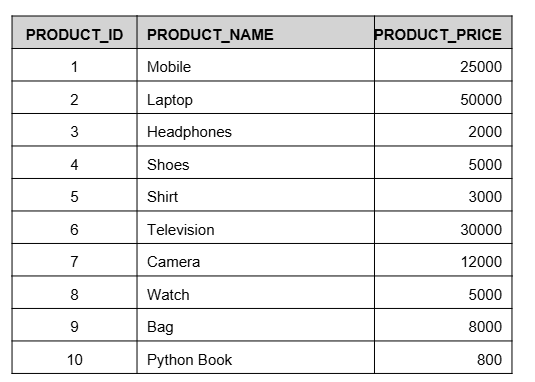 PRODUCT_ID PRODUCT_NAME PRODUCT_PRICE
1 Mobile 25000
2 Laptop 50000
3 Headphones 2000
4 Shoes 5000
5 Shirt 3000
6 Television 30000
7 Camera 12000
8 Watch 5000
9 Bag 8000
10 Python Book 800